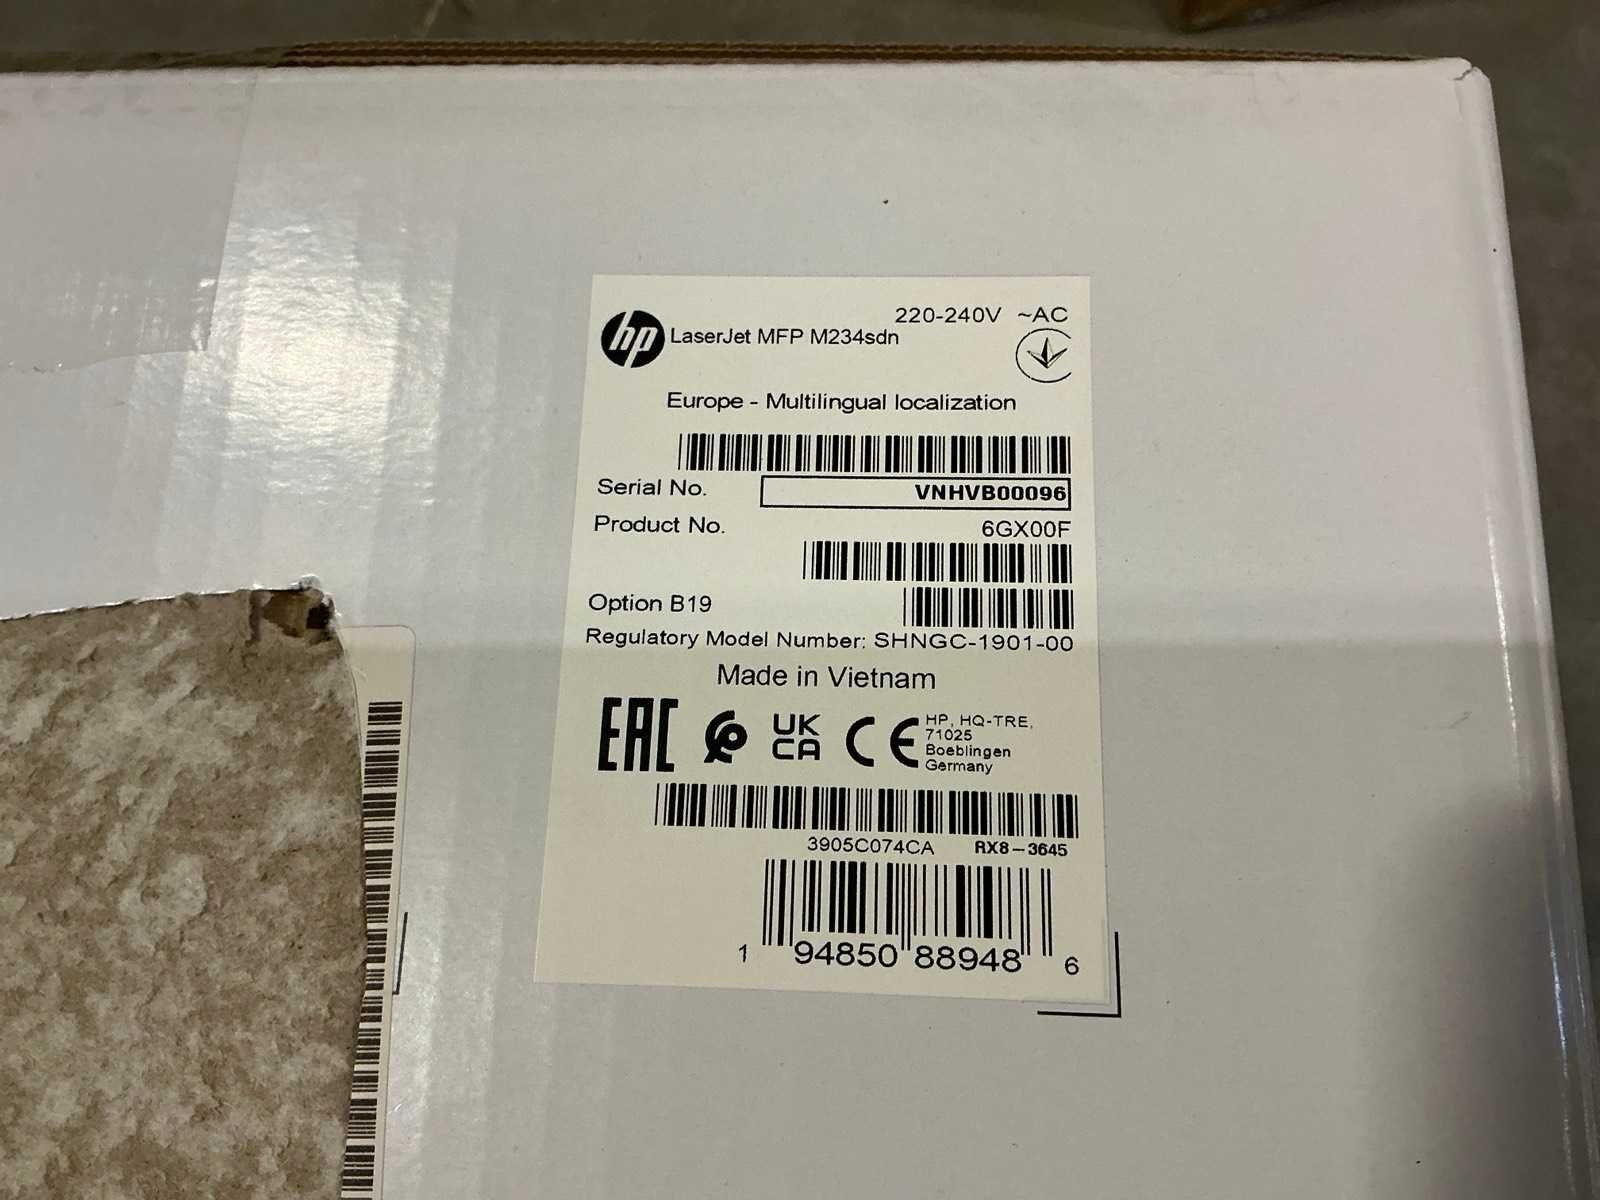 220-240V ~AC
hp LaserJet MFP M234sdn
Europe - Multilingual localization
Serial No. VNHVB00096
Product No. 6GX00F
Option B19
Regulatory Model Number: SHNGC-1901-00
Made in Vietnam
EAC UK CA CE HP, HQ-TRE,
71025
Boeblingen
Germany
3905C074CA RX8-3645
1 94850 88948 6